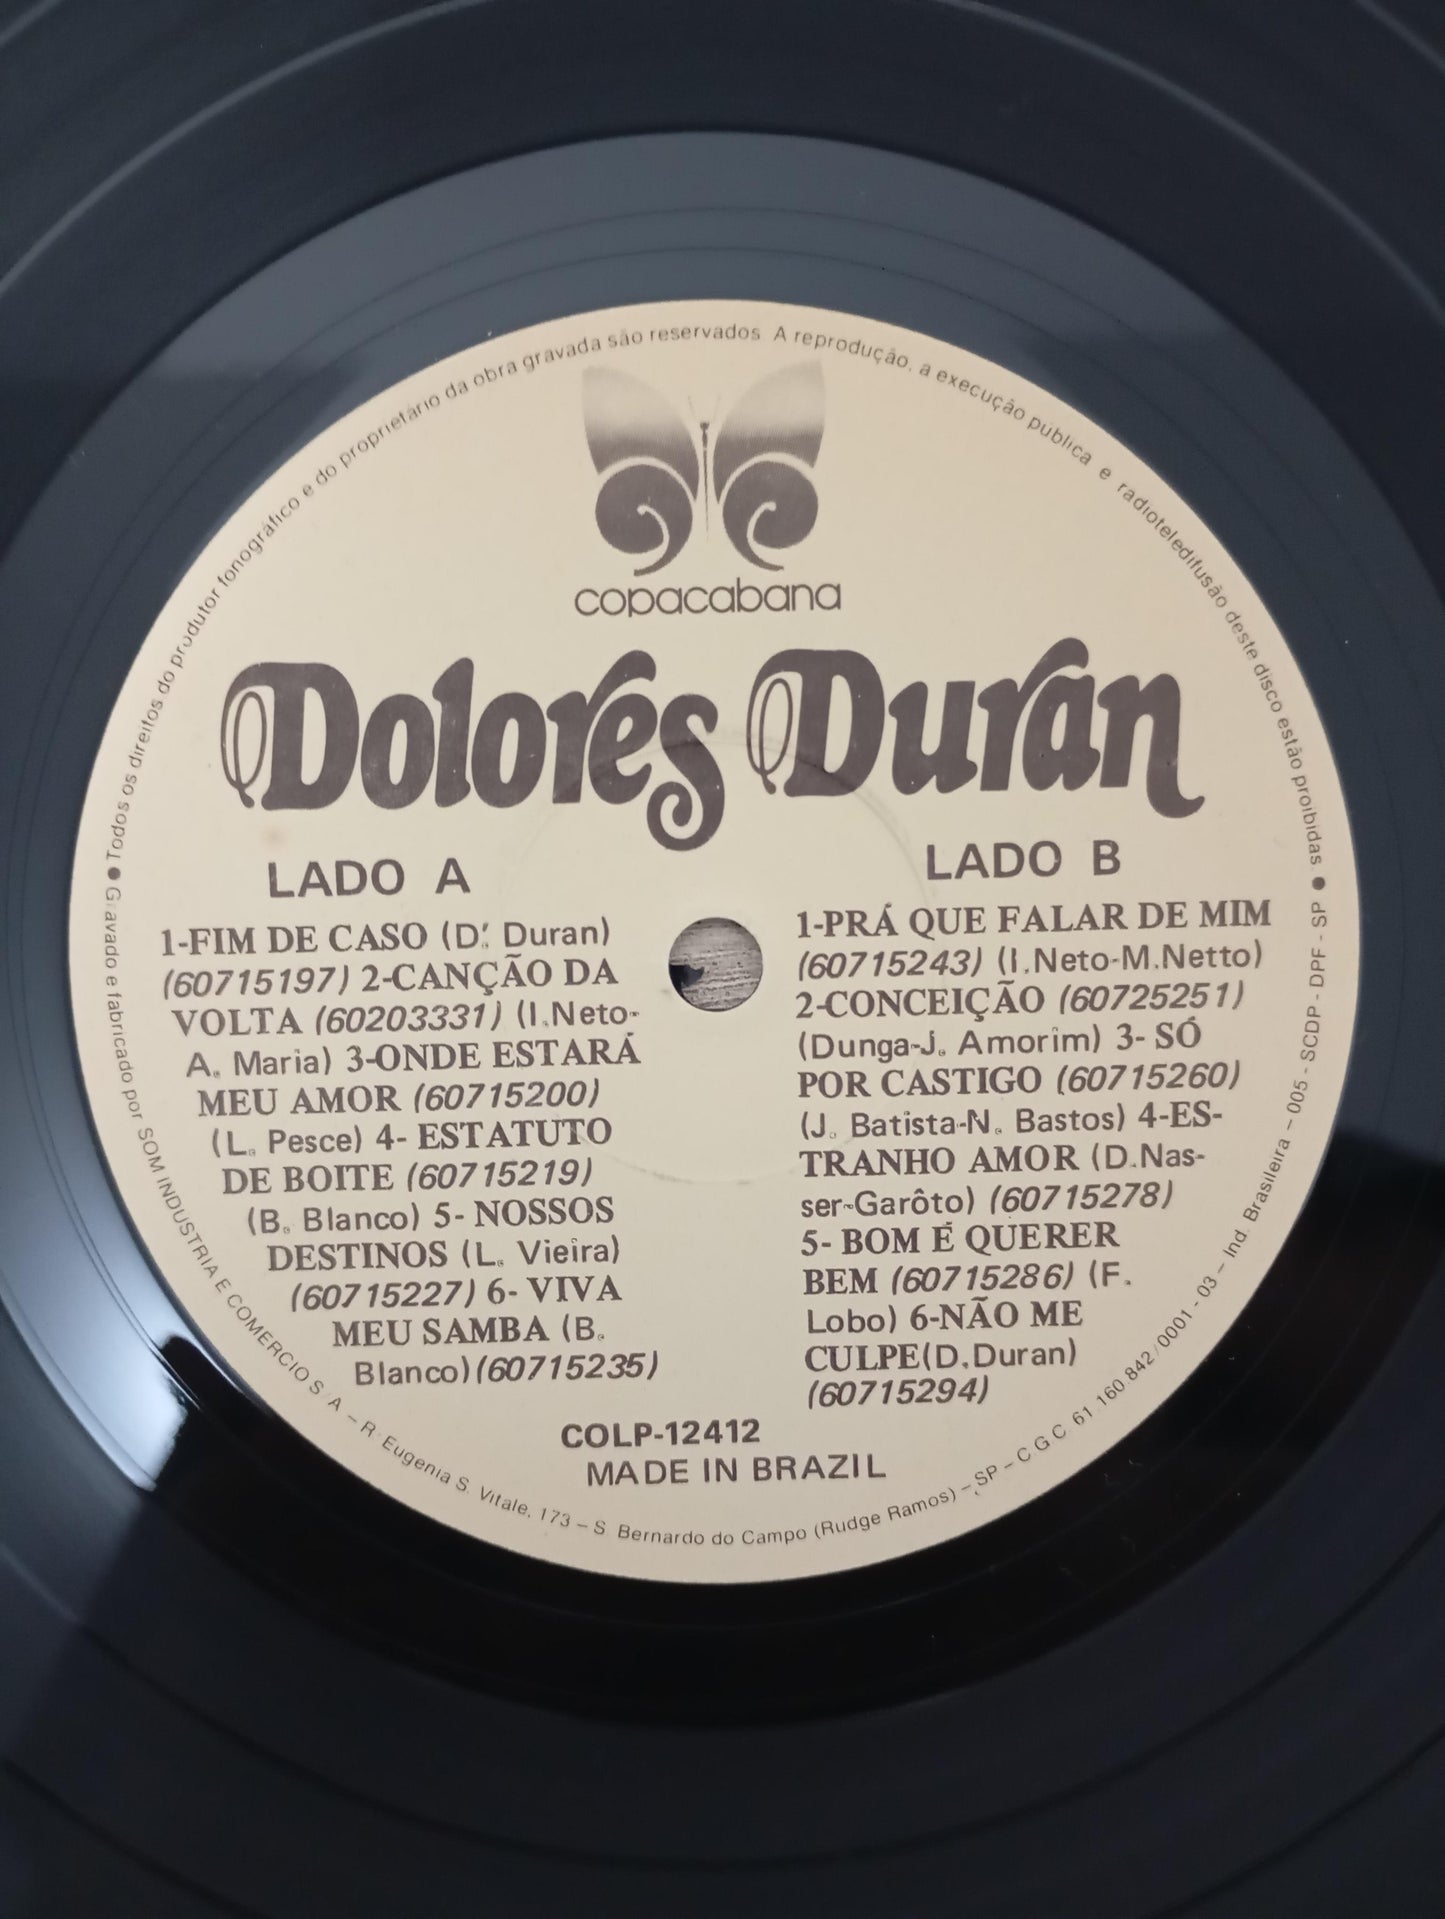 ● Todos os direitos do produtor fonográfico e do proprietário da obra gravada são reservados. A reprodução, a execução pública e radioteledifusão deste disco estão proibidas. ●
copacabana
Dolores Duran
LADO A
1-FIM DE CASO (D. Duran)
(60715197) 2-CANÇÃO DA
VOLTA (60203331) (I.Neto-
A. Maria) 3-ONDE ESTARÁ
MEU AMOR (60715200)
(L. Pesce) 4- ESTATUTO
DE BOITE (60715219)
(B. Blanco) 5- NOSSOS
DESTINOS (L. Vieira)
(60715227) 6- VIVA
MEU SAMBA (B.
Blanco)(60715235)
LADO B
1-PRÁ QUE FALAR DE MIM
(60715243) (I.Neto-M.Netto)
2-CONCEIÇÃO (60725251)
(Dunga-J. Amorim) 3- SÓ
POR CASTIGO (60715260)
(J. Batista-N. Bastos) 4-ES-
TRANHO AMOR (D.Nas-
ser-Garôto) (60715278)
5- BOM É QUERER
BEM (60715286) (F.
Lobo) 6-NÃO ME
CULPE(D.Duran)
(60715294)
COLP-12412
MADE IN BRAZIL
Gravado e fabricado por SOM INDUSTRIA E COMERCIO S/A – R. Eugenia S. Vitale, 173 – S. Bernardo do Campo (Rudge Ramos) – SP – C G C 61.160.842/0001 - 03 – Ind. Brasileira – 005 - SCDP - DPF - SP